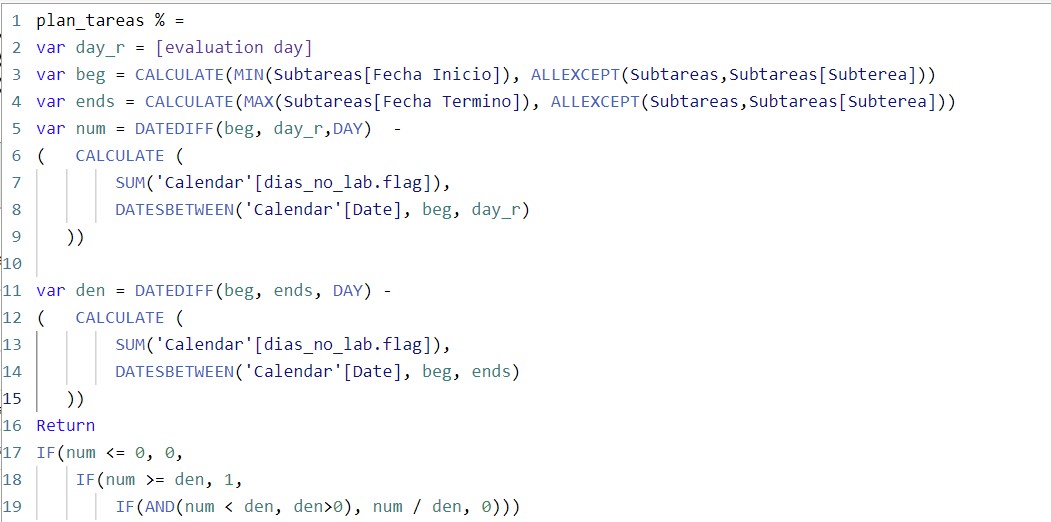 1 plan_tareas % =
2 var day_r = [evaluation day]
3 var beg = CALCULATE(MIN(Subtareas[Fecha Inicio]), ALLEXCEPT(Subtareas,Subtareas[Subterea]))
4 var ends = CALCULATE(MAX(Subtareas[Fecha Termino]), ALLEXCEPT(Subtareas,Subtareas[Subterea]))
5 var num = DATEDIFF(beg, day_r,DAY)  -
6 (   CALCULATE (
7         SUM('Calendar'[dias_no_lab.flag]),
8         DATESBETWEEN('Calendar'[Date], beg, day_r)
9    ))
10
11 var den = DATEDIFF(beg, ends, DAY) -
12 (   CALCULATE (
13         SUM('Calendar'[dias_no_lab.flag]),
14         DATESBETWEEN('Calendar'[Date], beg, ends)
15    ))
16 Return
17 IF(num <= 0, 0,
18     IF(num >= den, 1,
19         IF(AND(num < den, den>0), num / den, 0)))